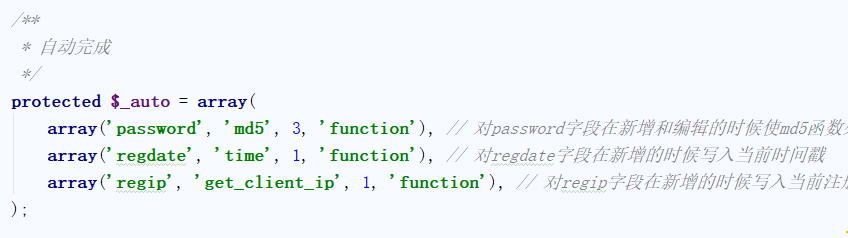 /**
 * 自动完成
 */
protected $_auto = array(
    array('password', 'md5', 3, 'function'), // 对password字段在新增和编辑的时候使md5函数
    array('regdate', 'time', 1, 'function'), // 对regdate字段在新增的时候写入当前时间戳
    array('regip', 'get_client_ip', 1, 'function'), // 对regip字段在新增的时候写入当前注
);